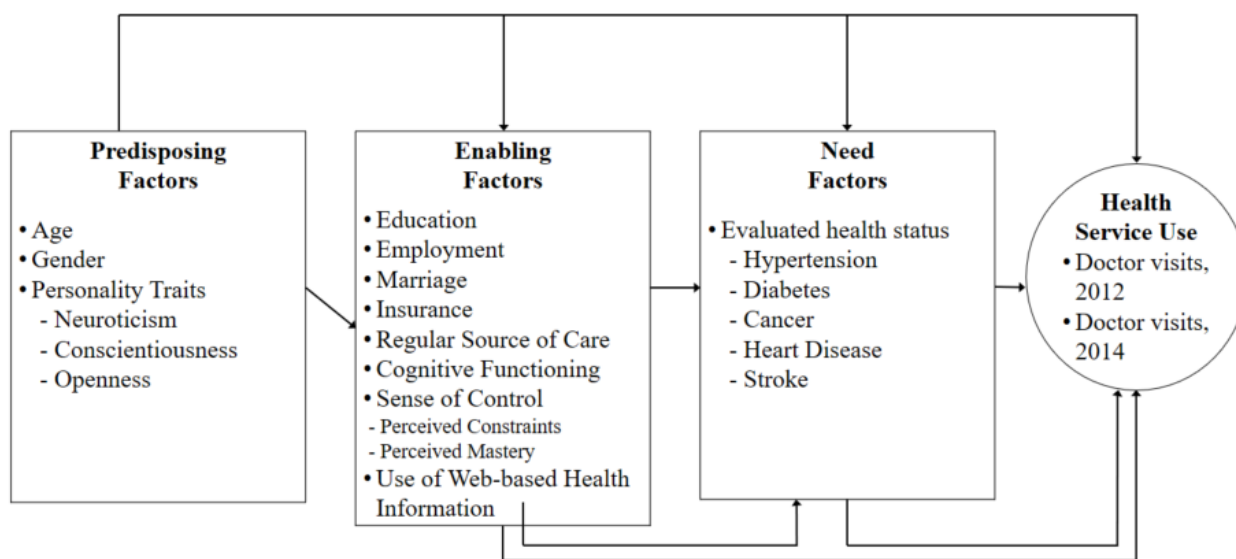 Predisposing
Factors
• Age
• Gender
• Personality Traits
- Neuroticism
- Conscientiousness
- Openness
Enabling
Factors
• Education
• Employment
• Marriage
• Insurance
• Regular Source of Care
• Cognitive Functioning
• Sense of Control
- Perceived Constraints
- Perceived Mastery
• Use of Web-based Health
Information
Need
Factors
• Evaluated health status
- Hypertension
- Diabetes
- Cancer
- Heart Disease
- Stroke
Health
Service Use
• Doctor visits,
2012
• Doctor visits,
2014